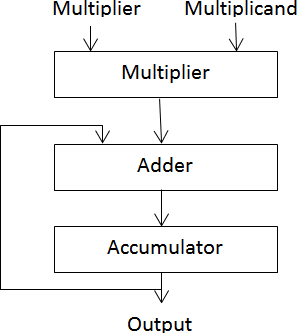 Multiplier Multiplicand
Multiplier
Adder
Accumulator
Output